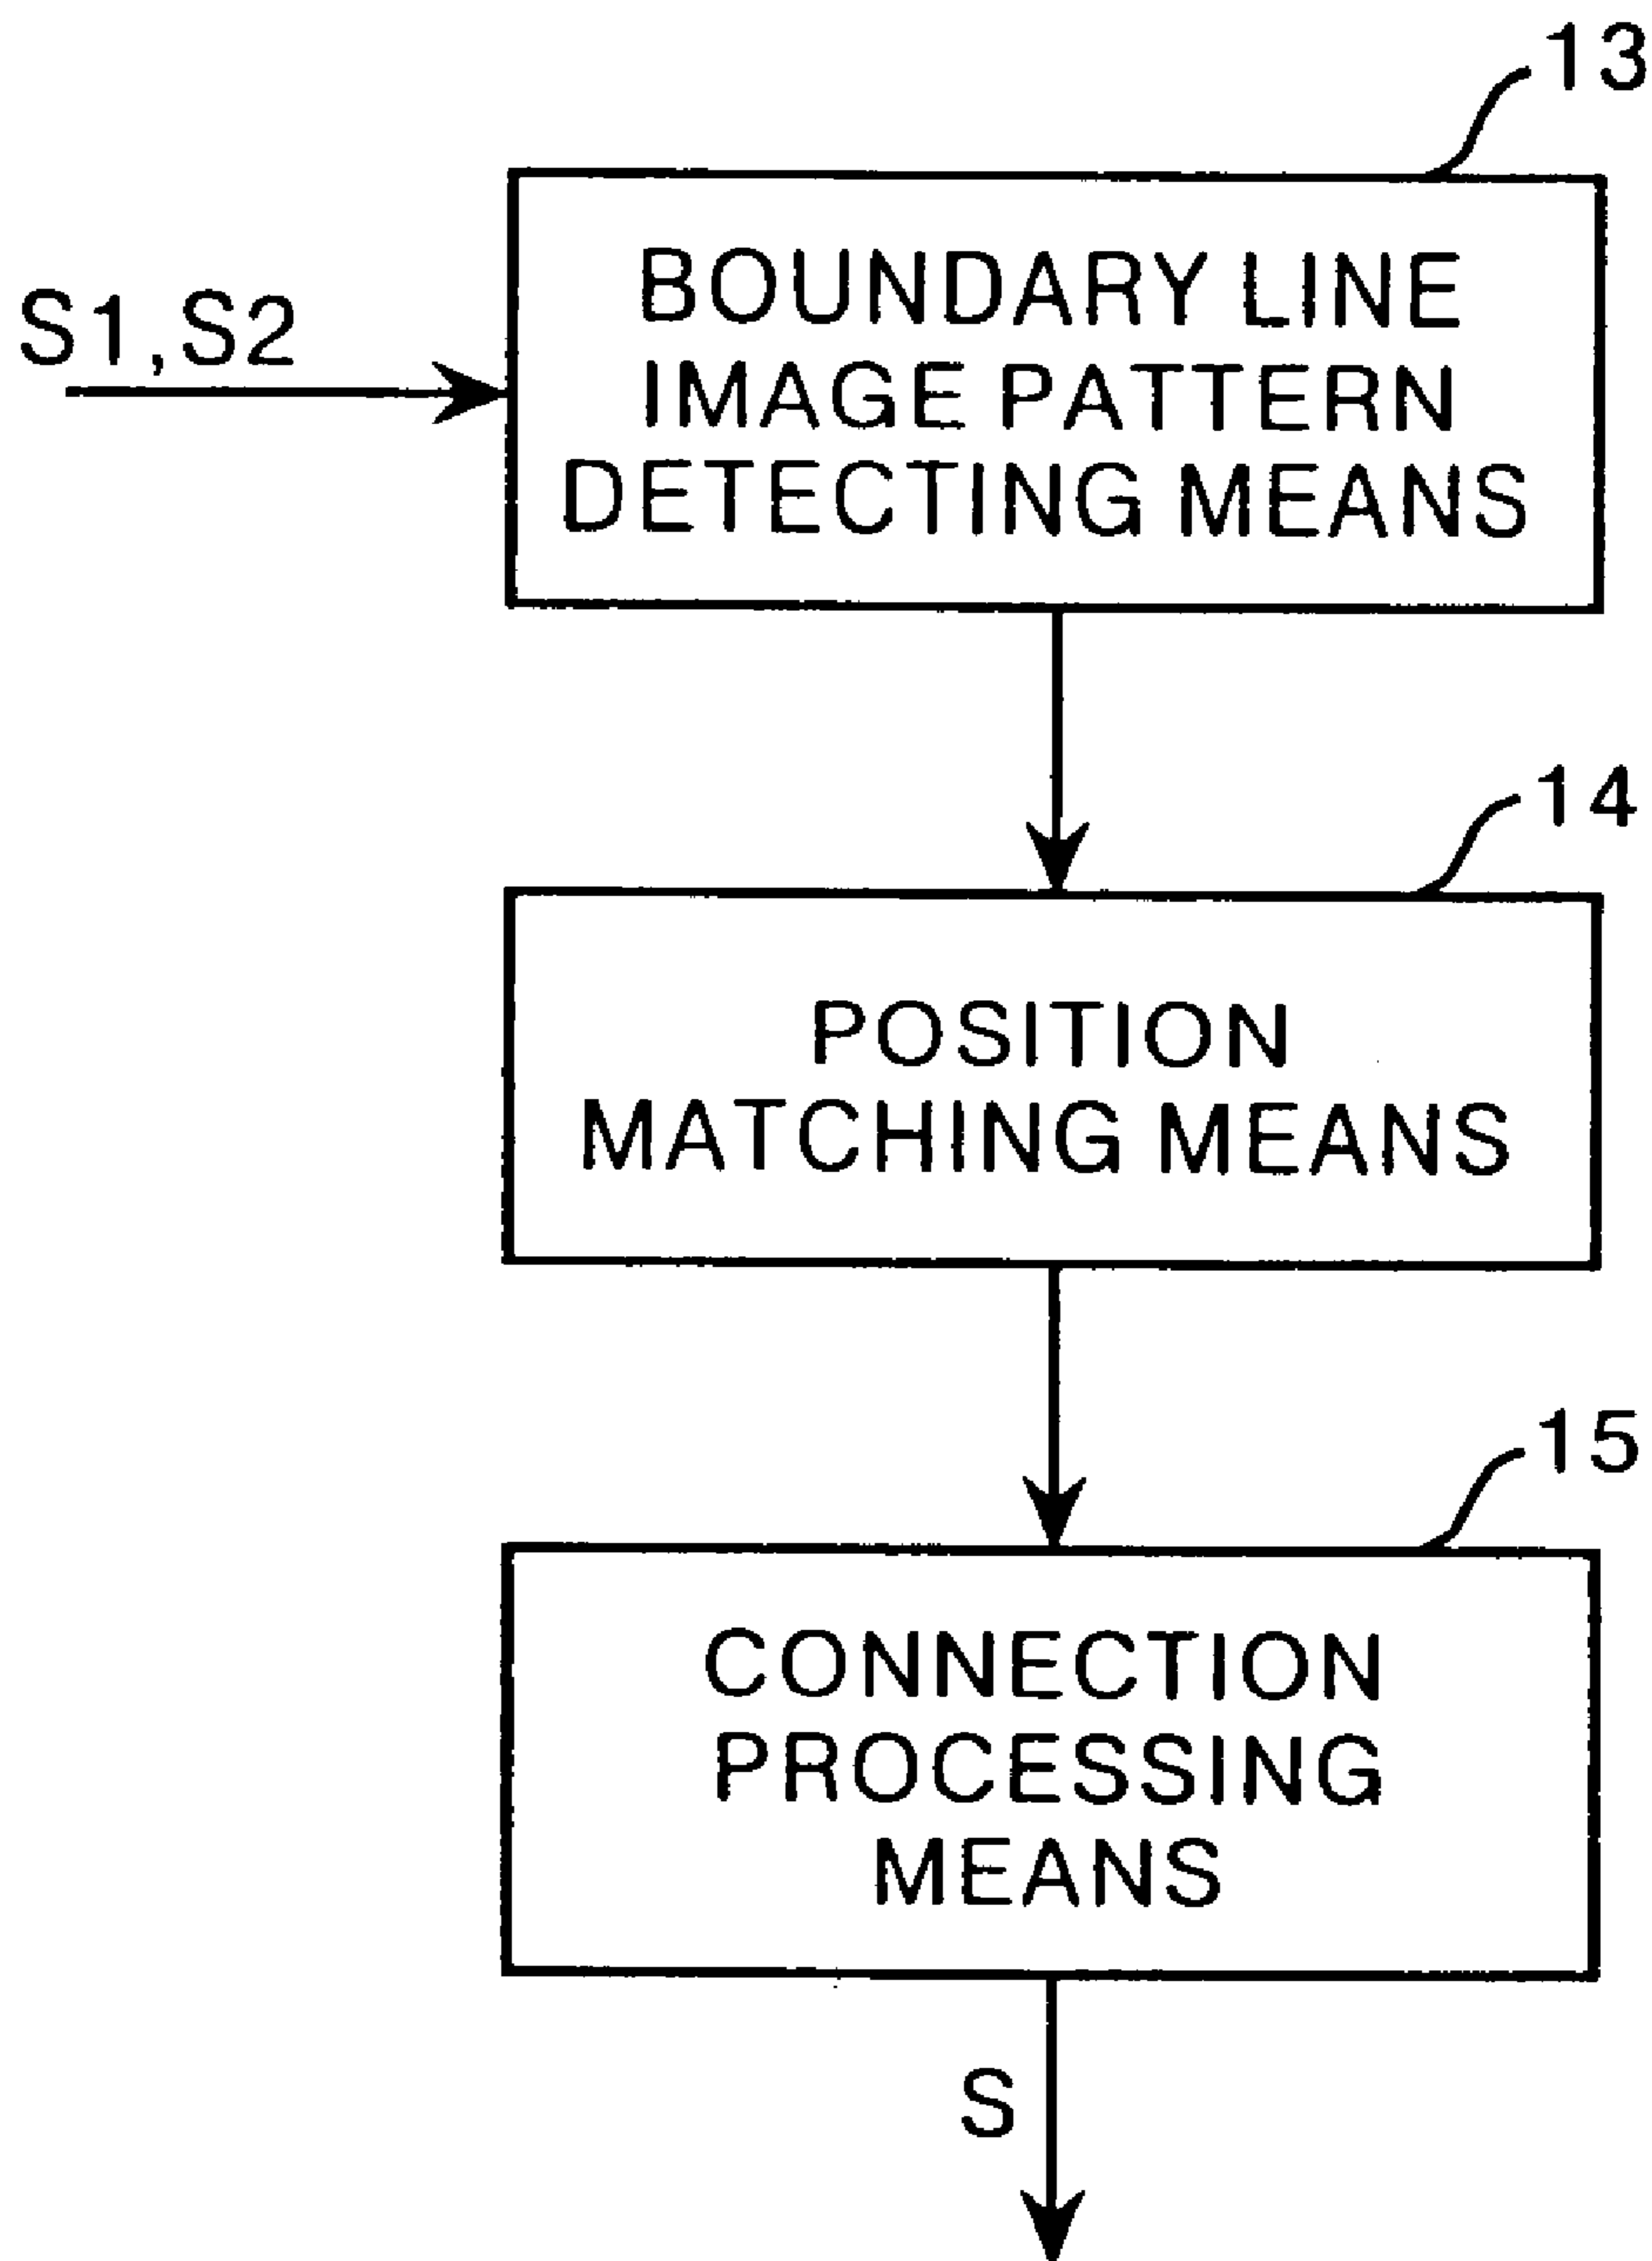 13
S1,S2
BOUNDARY LINE
IMAGE PATTERN
DETECTING MEANS
14
POSITION
MATCHING MEANS
15
CONNECTION
PROCESSING
MEANS
S